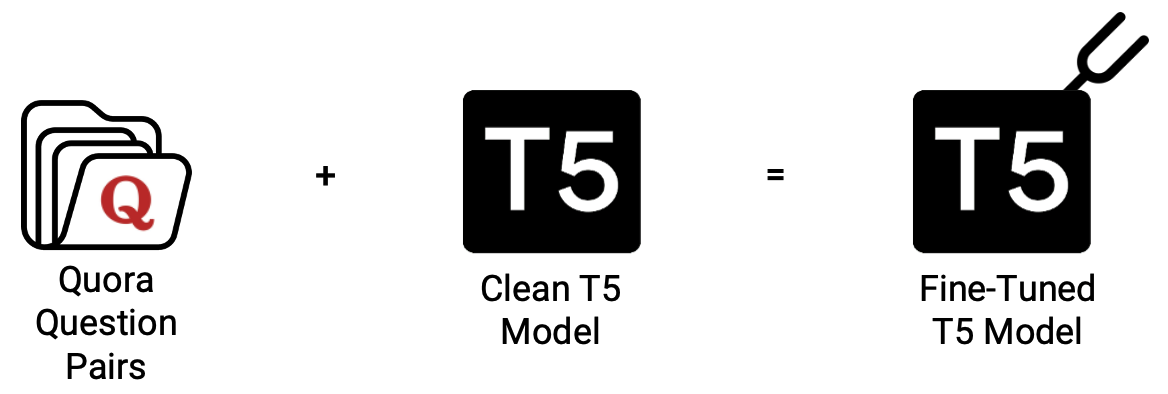 Q
+
T5
=
T5
Quora
Question
Pairs
Clean T5
Model
Fine-Tuned
T5 Model